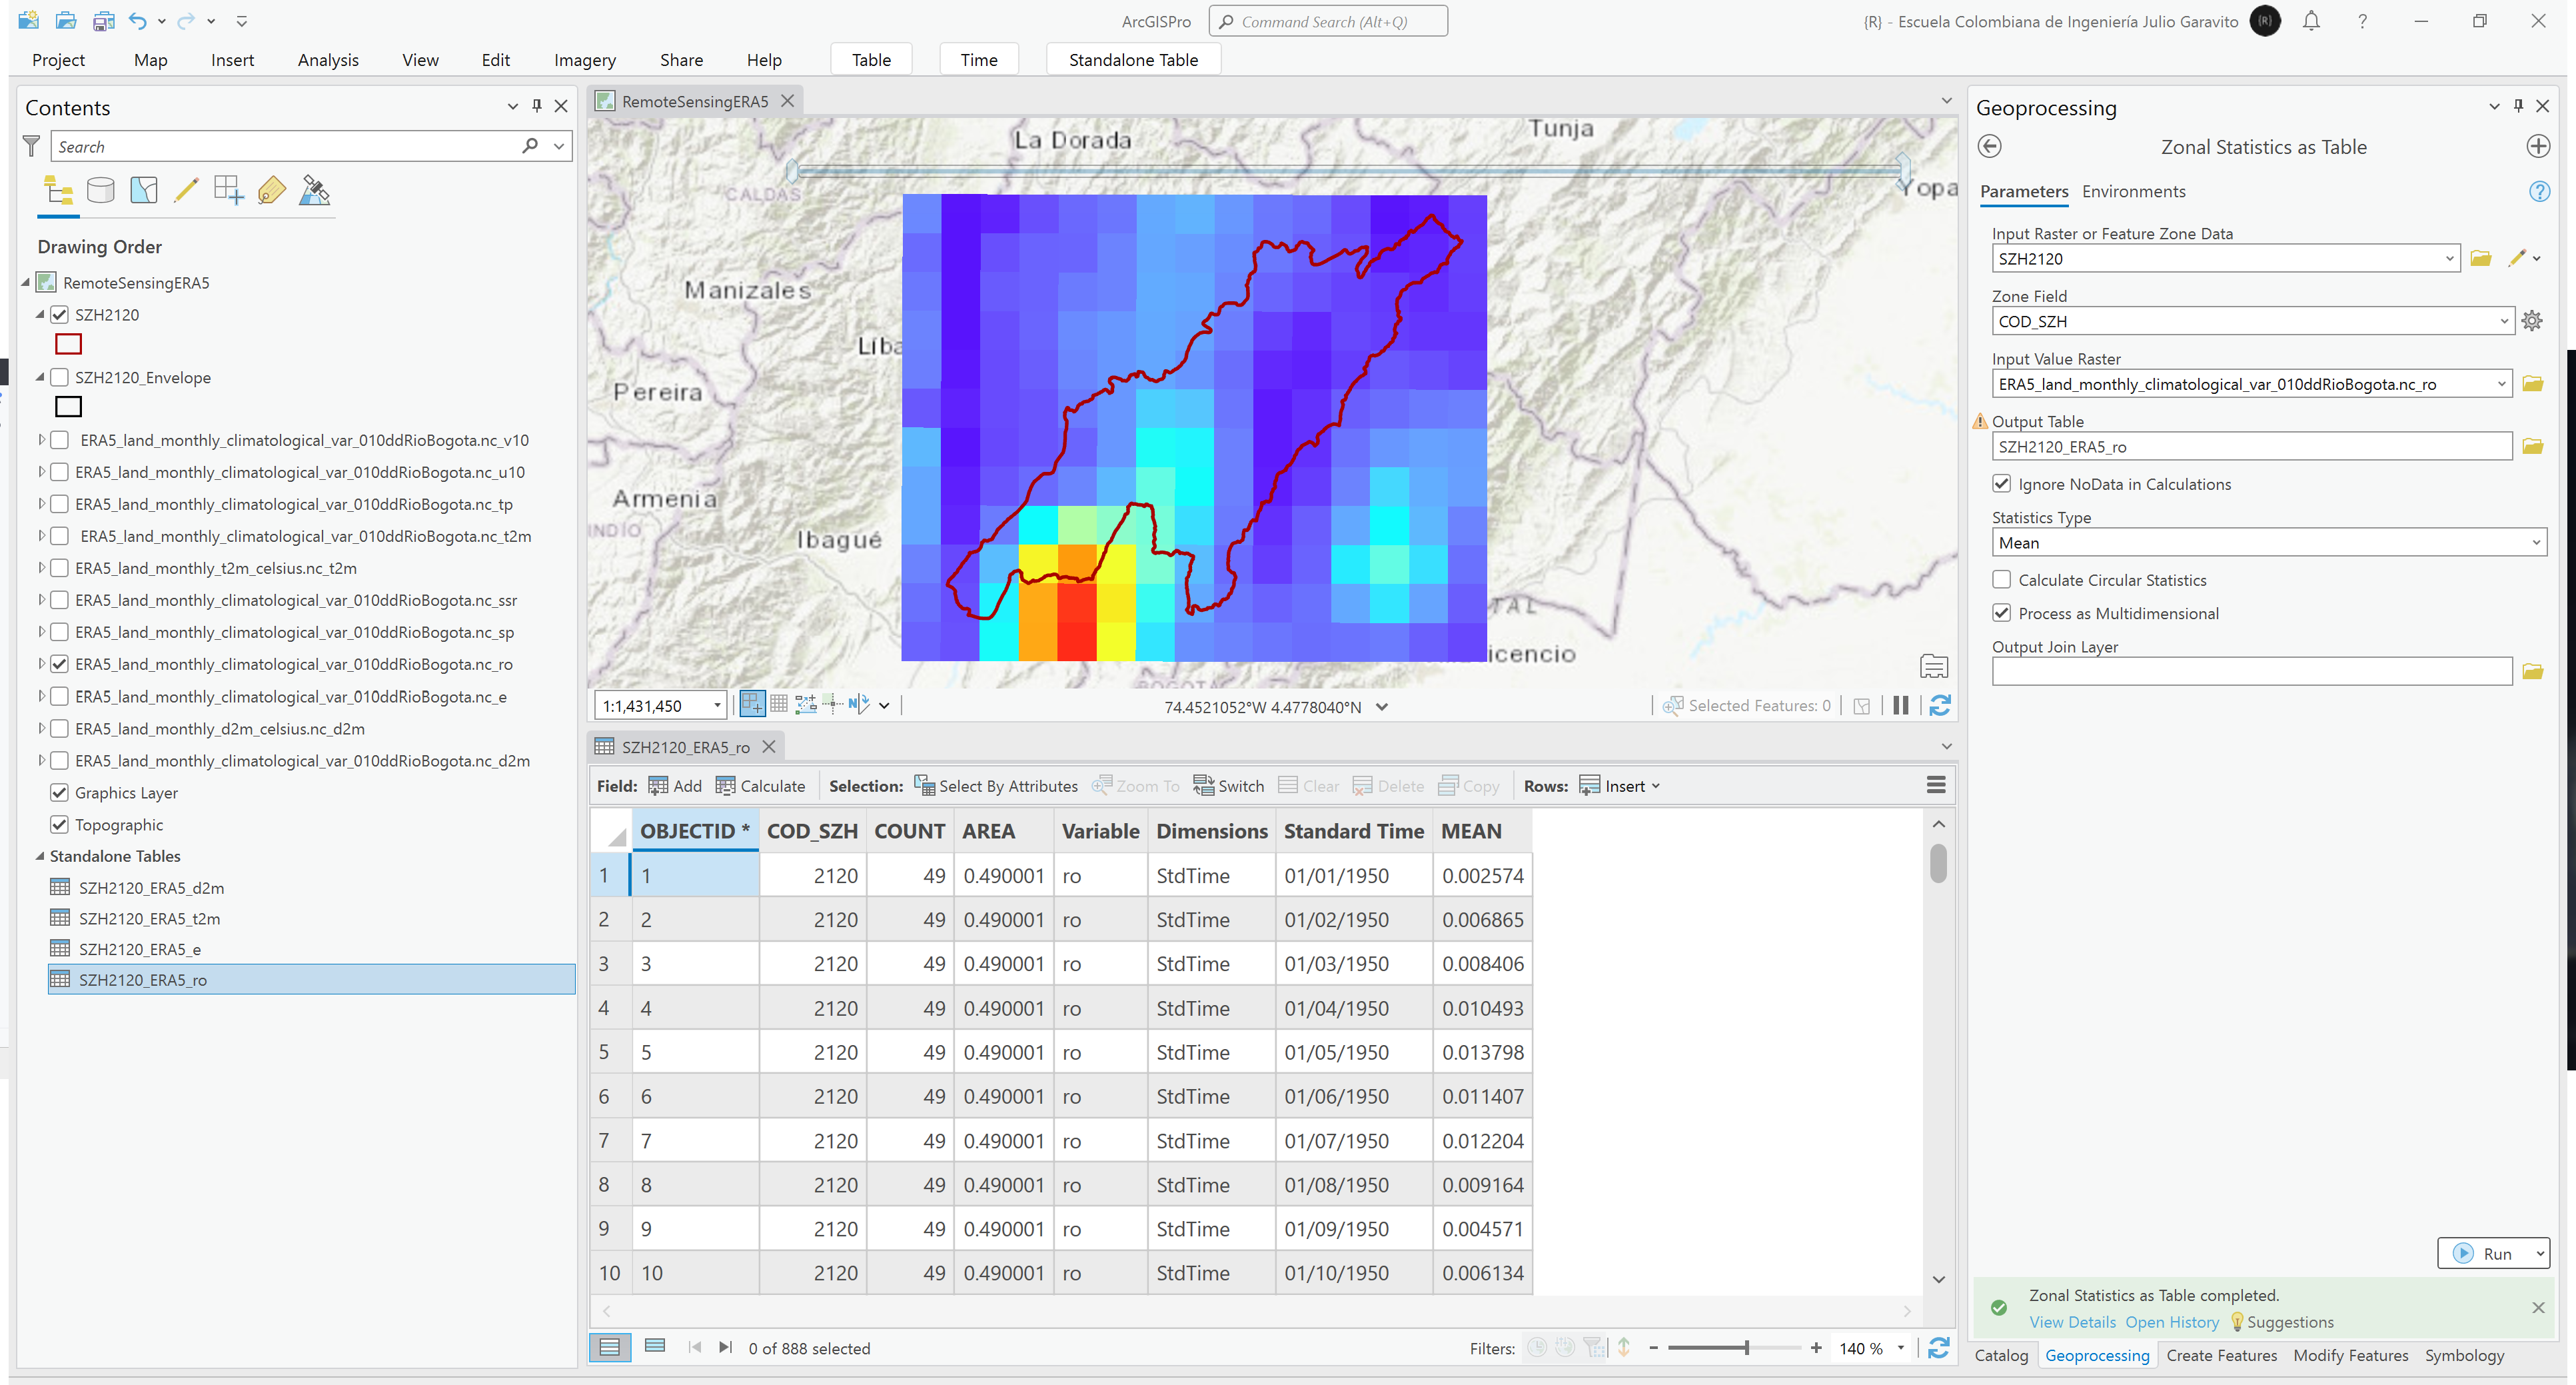 ArcGISPro
Command Search (Alt+Q)
{R} - Escuela Colombiana de Ingeniería Julio Garavito
{R}
?
Project
Map
Insert
Analysis
View
Edit
Imagery
Share
Help
Table
Time
Standalone Table
Contents
Search
Drawing Order
RemoteSensingERA5
SZH2120
SZH2120_Envelope
ERA5_land_monthly_climatological_var_010ddRioBogota.nc_v10
ERA5_land_monthly_climatological_var_010ddRioBogota.nc_u10
ERA5_land_monthly_climatological_var_010ddRioBogota.nc_tp
ERA5_land_monthly_climatological_var_010ddRioBogota.nc_t2m
ERA5_land_monthly_t2m_celsius.nc_t2m
ERA5_land_monthly_climatological_var_010ddRioBogota.nc_ssr
ERA5_land_monthly_climatological_var_010ddRioBogota.nc_sp
ERA5_land_monthly_climatological_var_010ddRioBogota.nc_ro
ERA5_land_monthly_climatological_var_010ddRioBogota.nc_e
ERA5_land_monthly_d2m_celsius.nc_d2m
ERA5_land_monthly_climatological_var_010ddRioBogota.nc_d2m
Graphics Layer
Topographic
Standalone Tables
SZH2120_ERA5_d2m
SZH2120_ERA5_t2m
SZH2120_ERA5_e
SZH2120_ERA5_ro
RemoteSensingERA5
La Dorada
Tunja
CALDAS
Yopa
Manizales
Líba
Pereira
Armenia
INDÍO
Ibagué
TAL
icencio
BOGOTA
1:1,431,450
74.4521052°W 4.4778040°N
Selected Features: 0
SZH2120_ERA5_ro
Field: Add Calculate Selection: Select By Attributes Zoom To Switch Clear Delete Copy Rows: Insert
OBJECTID * COD_SZH COUNT AREA Variable Dimensions Standard Time MEAN
1 1 2120 49 0.490001 ro StdTime 01/01/1950 0.002574
2 2 2120 49 0.490001 ro StdTime 01/02/1950 0.006865
3 3 2120 49 0.490001 ro StdTime 01/03/1950 0.008406
4 4 2120 49 0.490001 ro StdTime 01/04/1950 0.010493
5 5 2120 49 0.490001 ro StdTime 01/05/1950 0.013798
6 6 2120 49 0.490001 ro StdTime 01/06/1950 0.011407
7 7 2120 49 0.490001 ro StdTime 01/07/1950 0.012204
8 8 2120 49 0.490001 ro StdTime 01/08/1950 0.009164
9 9 2120 49 0.490001 ro StdTime 01/09/1950 0.004571
10 10 2120 49 0.490001 ro StdTime 01/10/1950 0.006134
0 of 888 selected
Filters:
140 %
Geoprocessing
Zonal Statistics as Table
Parameters Environments
Input Raster or Feature Zone Data
SZH2120
Zone Field
COD_SZH
Input Value Raster
ERA5_land_monthly_climatological_var_010ddRioBogota.nc_ro
Output Table
SZH2120_ERA5_ro
Ignore NoData in Calculations
Statistics Type
Mean
Calculate Circular Statistics
Process as Multidimensional
Output Join Layer
Run
Zonal Statistics as Table completed.
View Details Open History Suggestions
Catalog Geoprocessing Create Features Modify Features Symbology